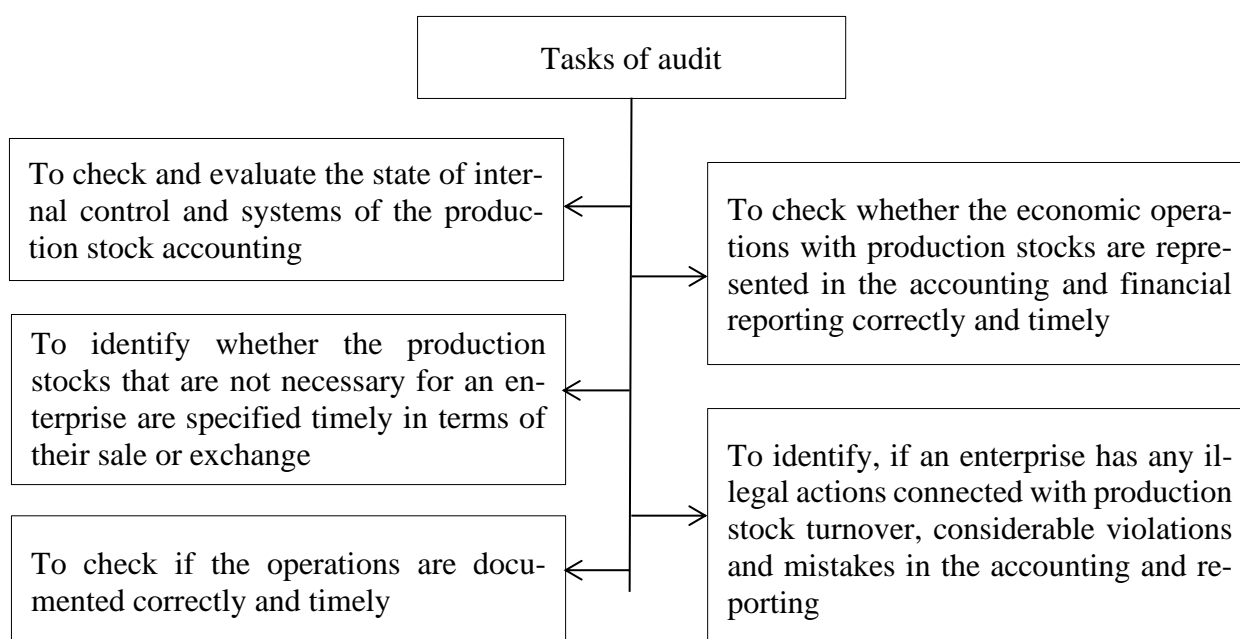 Tasks of audit
To check and evaluate the state of inter-
nal control and systems of the produc-
tion stock accounting
To check whether the economic opera-
tions with production stocks are repre-
sented in the accounting and financial
reporting correctly and timely
To identify whether the production
stocks that are not necessary for an en-
terprise are specified timely in terms of
their sale or exchange
To identify, if an enterprise has any il-
legal actions connected with production
stock turnover, considerable violations
and mistakes in the accounting and re-
porting
To check if the operations are docu-
mented correctly and timely